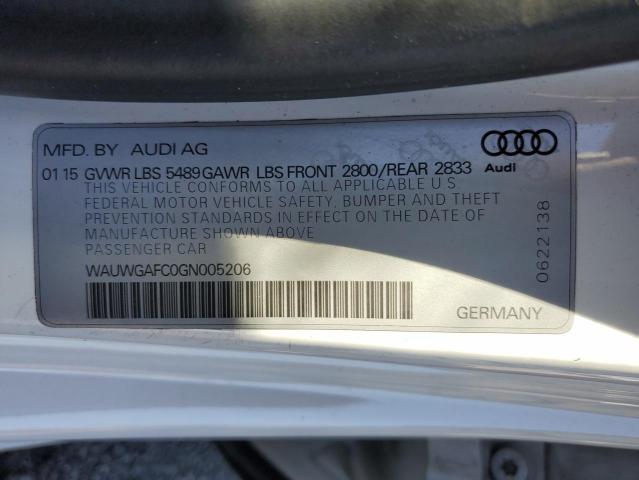 MFD. BY AUDI AG
01 15 GVWR LBS 5489 GAWR LBS FRONT 2800/REAR 2833
Audi
THIS VEHICLE CONFORMS TO ALL APPLICABLE U.S.
FEDERAL MOTOR VEHICLE SAFETY, BUMPER AND THEFT
PREVENTION STANDARDS IN EFFECT ON THE DATE OF
MANUFACTURE SHOWN ABOVE
PASSENGER CAR
0622138
WAUWGAFC0GN005206
GERMANY